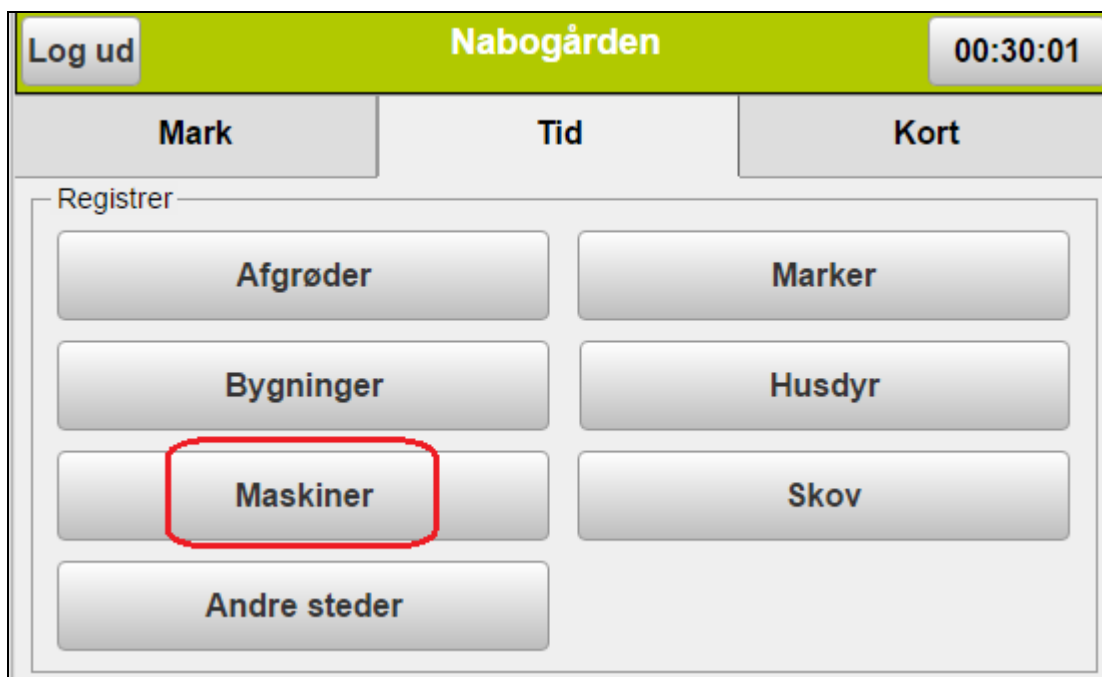 Log ud
Nabogården
00:30:01
Mark
Tid
Kort
Registrer
Afgrøder
Marker
Bygninger
Husdyr
Maskiner
Skov
Andre steder